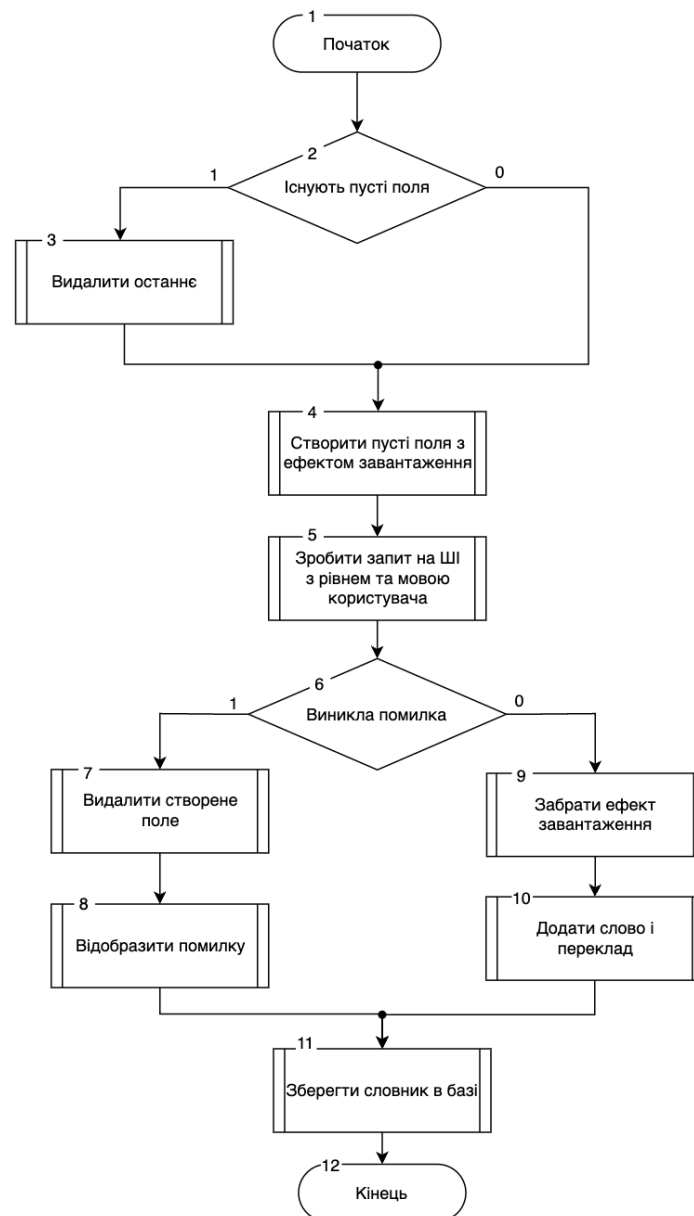 1
Початок
2
Існують пусті поля
1
0
3
Видалити останнє
4
Створити пусті поля з
ефектом завантаження
5
Зробити запит на ШІ
з рівнем та мовою
користувача
6
Виникла помилка
1
0
7
Видалити створене
поле
9
Забрати ефект
завантаження
8
Відобразити помилку
10
Додати слово і
переклад
11
Зберегти словник в базі
12
Кінець